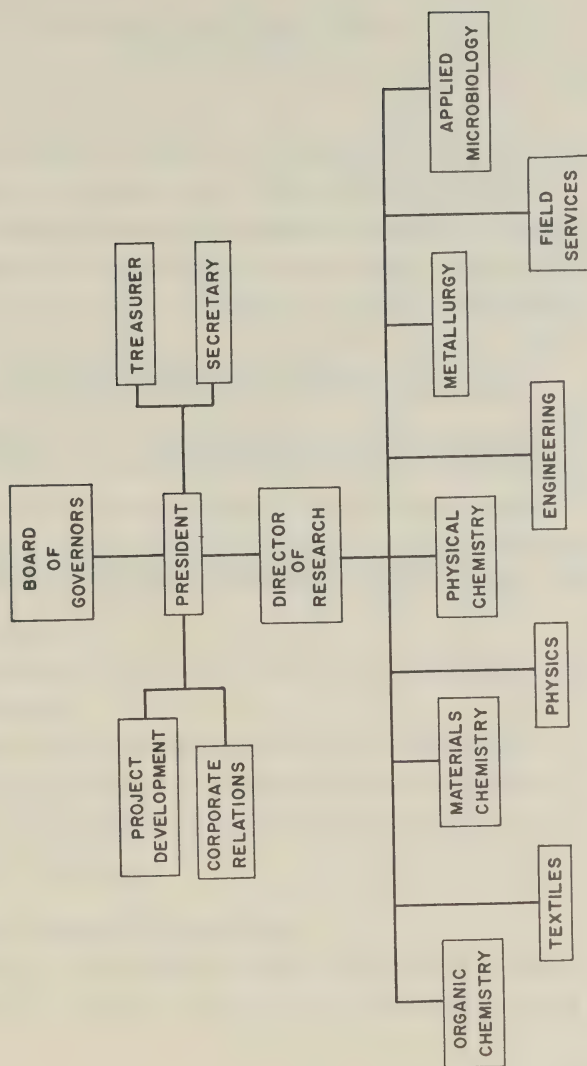 BOARD
OF
GOVERNORS
PRESIDENT
PROJECT
DEVELOPMENT
CORPORATE
RELATIONS
TREASURER
SECRETARY
DIRECTOR
OF
RESEARCH
ORGANIC
CHEMISTRY
TEXTILES
MATERIALS
CHEMISTRY
PHYSICS
PHYSICAL
CHEMISTRY
ENGINEERING
METALLURGY
FIELD
SERVICES
APPLIED
MICROBIOLOGY